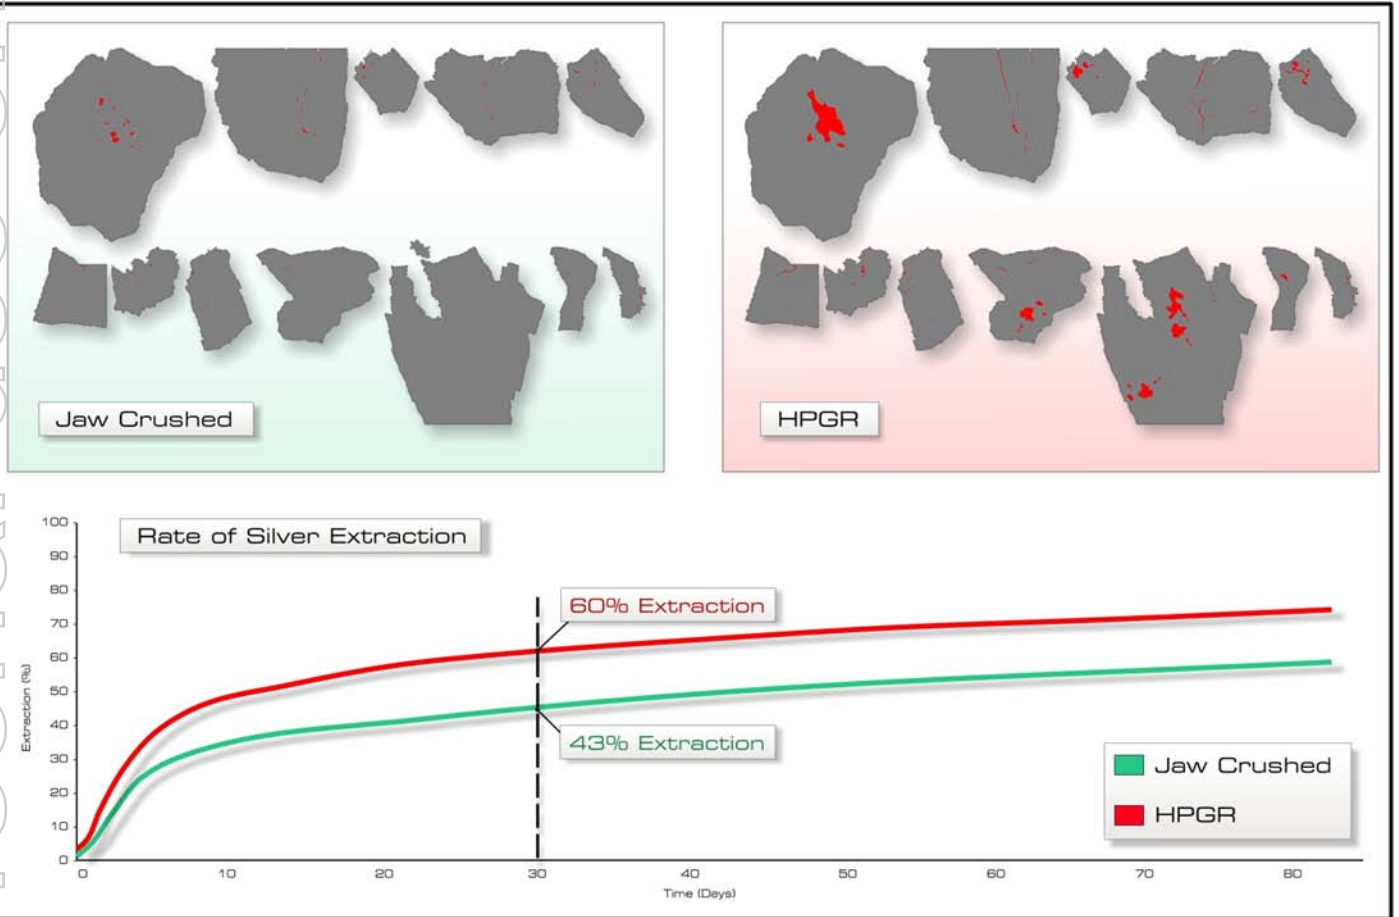 Jaw Crushed
HPGR
Rate of Silver Extraction
100
90
80
70
60
50
40
30
20
10
0
Extraction (%)
60% Extraction
43% Extraction
Jaw Crushed
HPGR
0 10 20 30 40 50 60 70 80
Time (Days)